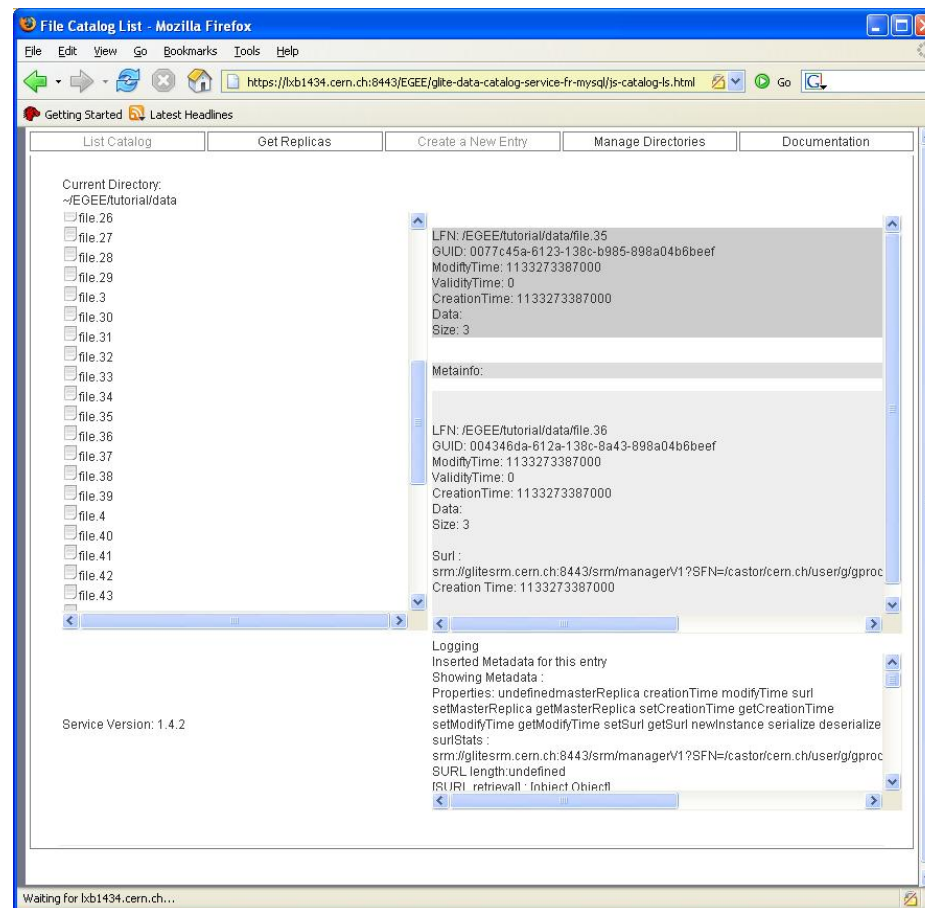 File Catalog List - Mozilla Firefox
File Edit View Go Bookmarks Tools Help
https://lxb1434.cern.ch:8443/EGEE/glite-data-catalog-service-fr-mysql/js-catalog-ls.html Go G
Getting Started Latest Headlines
List Catalog Get Replicas Create a New Entry Manage Directories Documentation
Current Directory:
~/EGEE/tutorial/data
file.26
file.27
file.28
file.29
file.3
file.30
file.31
file.32
file.33
file.34
file.35
file.36
file.37
file.38
file.39
file.4
file.40
file.41
file.42
file.43
LFN: /EGEE/tutorial/data/file.35
GUID: 0077c45a-6123-138c-b985-898a04b6beef
ModiftyTime: 1133273387000
ValidityTime: 0
CreationTime: 1133273387000
Data:
Size: 3
Metainfo:
LFN: /EGEE/tutorial/data/file.36
GUID: 004346da-612a-138c-8a43-898a04b6beef
ModiftyTime: 1133273387000
ValidityTime: 0
CreationTime: 1133273387000
Data:
Size: 3
Surl :
srm://glitesrm.cern.ch:8443/srm/managerV1?SFN=/castor/cern.ch/user/g/gproc
Creation Time: 1133273387000
Service Version: 1.4.2
Logging
Inserted Metadata for this entry
Showing Metadata :
Properties: undefinedmasterReplica creationTime modifyTime surl
setMasterReplica getMasterReplica setCreationTime getCreationTime
setModifyTime getModifyTime setSurl getSurl newInstance serialize deserialize
surlStats :
srm://glitesrm.cern.ch:8443/srm/managerV1?SFN=/castor/cern.ch/user/g/gproc
SURL length:undefined
[SURL retrieval] : [object Object]
Waiting for lxb1434.cern.ch...